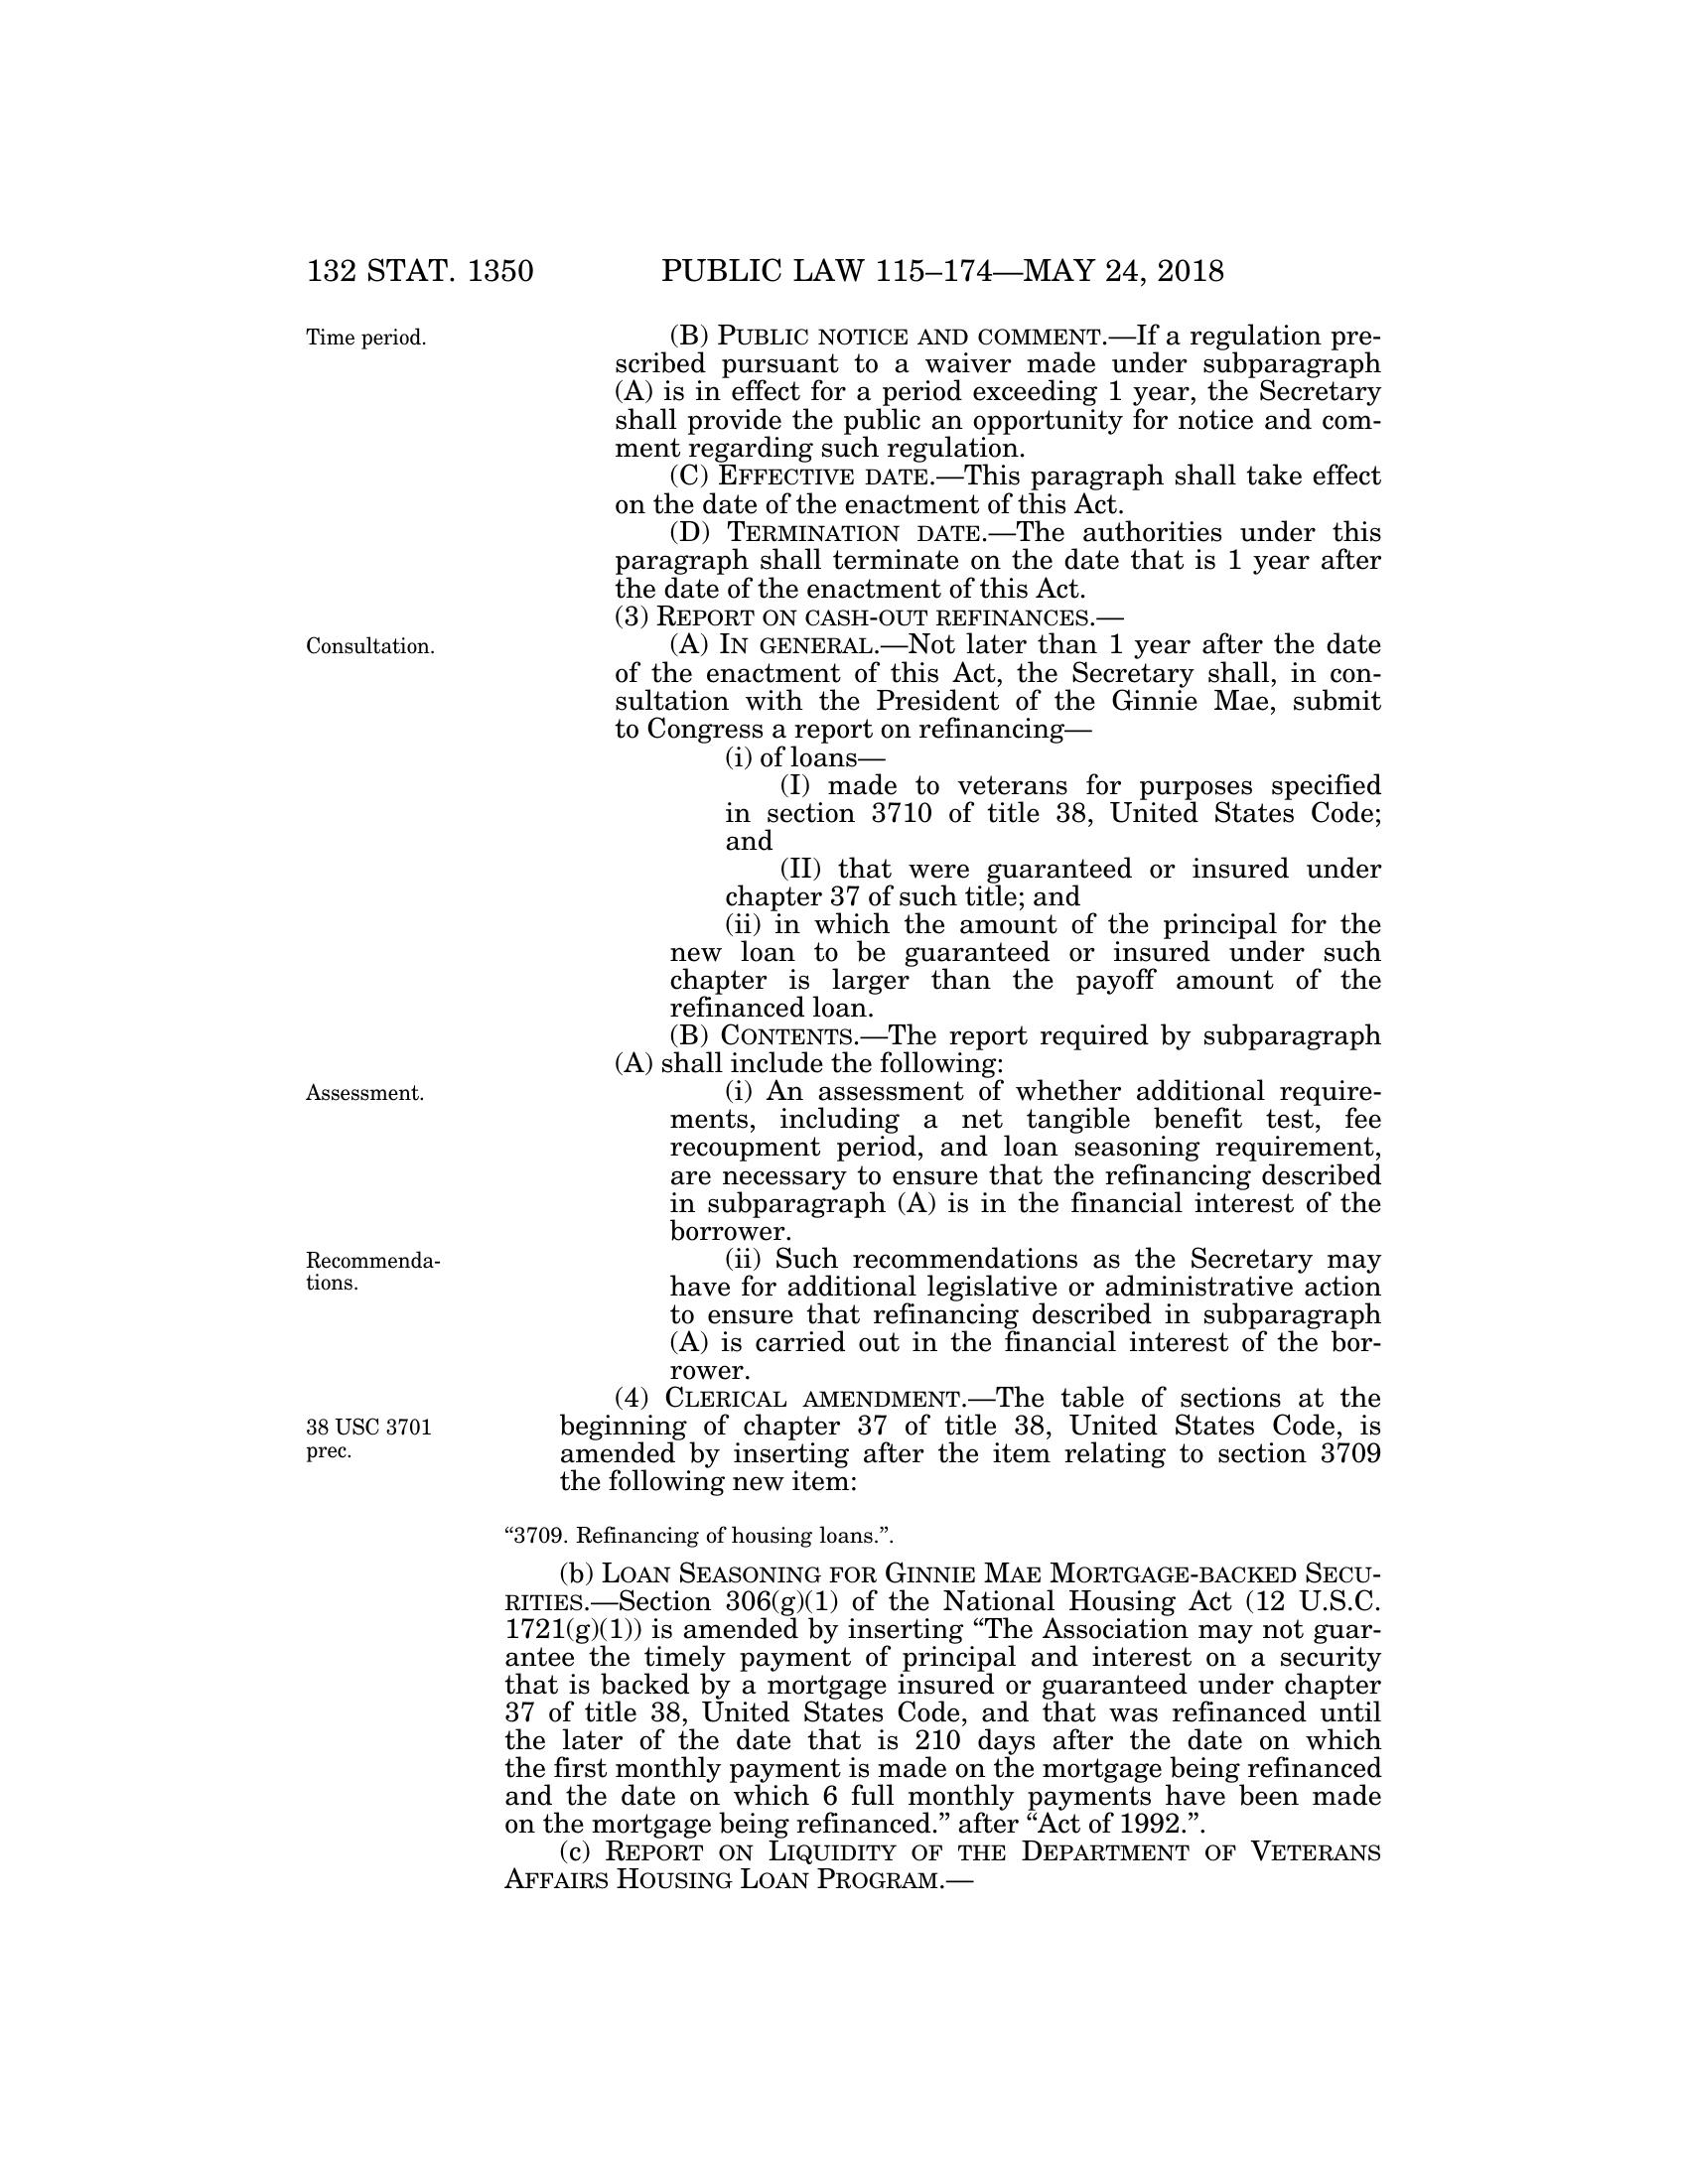 132 STAT. 1350 PUBLIC LAW 115–174—MAY 24, 2018
Time period.
(B) PUBLIC NOTICE AND COMMENT.—If a regulation pre-
scribed pursuant to a waiver made under subparagraph
(A) is in effect for a period exceeding 1 year, the Secretary
shall provide the public an opportunity for notice and com-
ment regarding such regulation.
(C) EFFECTIVE DATE.—This paragraph shall take effect
on the date of the enactment of this Act.
(D) TERMINATION DATE.—The authorities under this
paragraph shall terminate on the date that is 1 year after
the date of the enactment of this Act.
(3) REPORT ON CASH-OUT REFINANCES.—
Consultation.
(A) IN GENERAL.—Not later than 1 year after the date
of the enactment of this Act, the Secretary shall, in con-
sultation with the President of the Ginnie Mae, submit
to Congress a report on refinancing—
(i) of loans—
(I) made to veterans for purposes specified
in section 3710 of title 38, United States Code;
and
(II) that were guaranteed or insured under
chapter 37 of such title; and
(ii) in which the amount of the principal for the
new loan to be guaranteed or insured under such
chapter is larger than the payoff amount of the
refinanced loan.
(B) CONTENTS.—The report required by subparagraph
(A) shall include the following:
Assessment.
(i) An assessment of whether additional require-
ments, including a net tangible benefit test, fee
recoupment period, and loan seasoning requirement,
are necessary to ensure that the refinancing described
in subparagraph (A) is in the financial interest of the
borrower.
Recommenda-
tions.
(ii) Such recommendations as the Secretary may
have for additional legislative or administrative action
to ensure that refinancing described in subparagraph
(A) is carried out in the financial interest of the bor-
rower.
(4) CLERICAL AMENDMENT.—The table of sections at the
38 USC 3701
prec.
beginning of chapter 37 of title 38, United States Code, is
amended by inserting after the item relating to section 3709
the following new item:
“3709. Refinancing of housing loans.”.
(b) LOAN SEASONING FOR GINNIE MAE MORTGAGE-BACKED SECU-
RITIES.—Section 306(g)(1) of the National Housing Act (12 U.S.C.
1721(g)(1)) is amended by inserting “The Association may not guar-
antee the timely payment of principal and interest on a security
that is backed by a mortgage insured or guaranteed under chapter
37 of title 38, United States Code, and that was refinanced until
the later of the date that is 210 days after the date on which
the first monthly payment is made on the mortgage being refinanced
and the date on which 6 full monthly payments have been made
on the mortgage being refinanced.” after “Act of 1992.”.
(c) REPORT ON LIQUIDITY OF THE DEPARTMENT OF VETERANS
AFFAIRS HOUSING LOAN PROGRAM.—